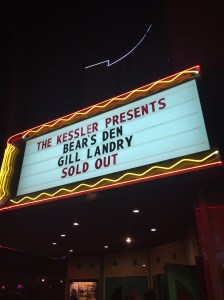 THE KESSLER PRESENTS
BEAR'S DEN
GILL LANDRY
SOLD OUT